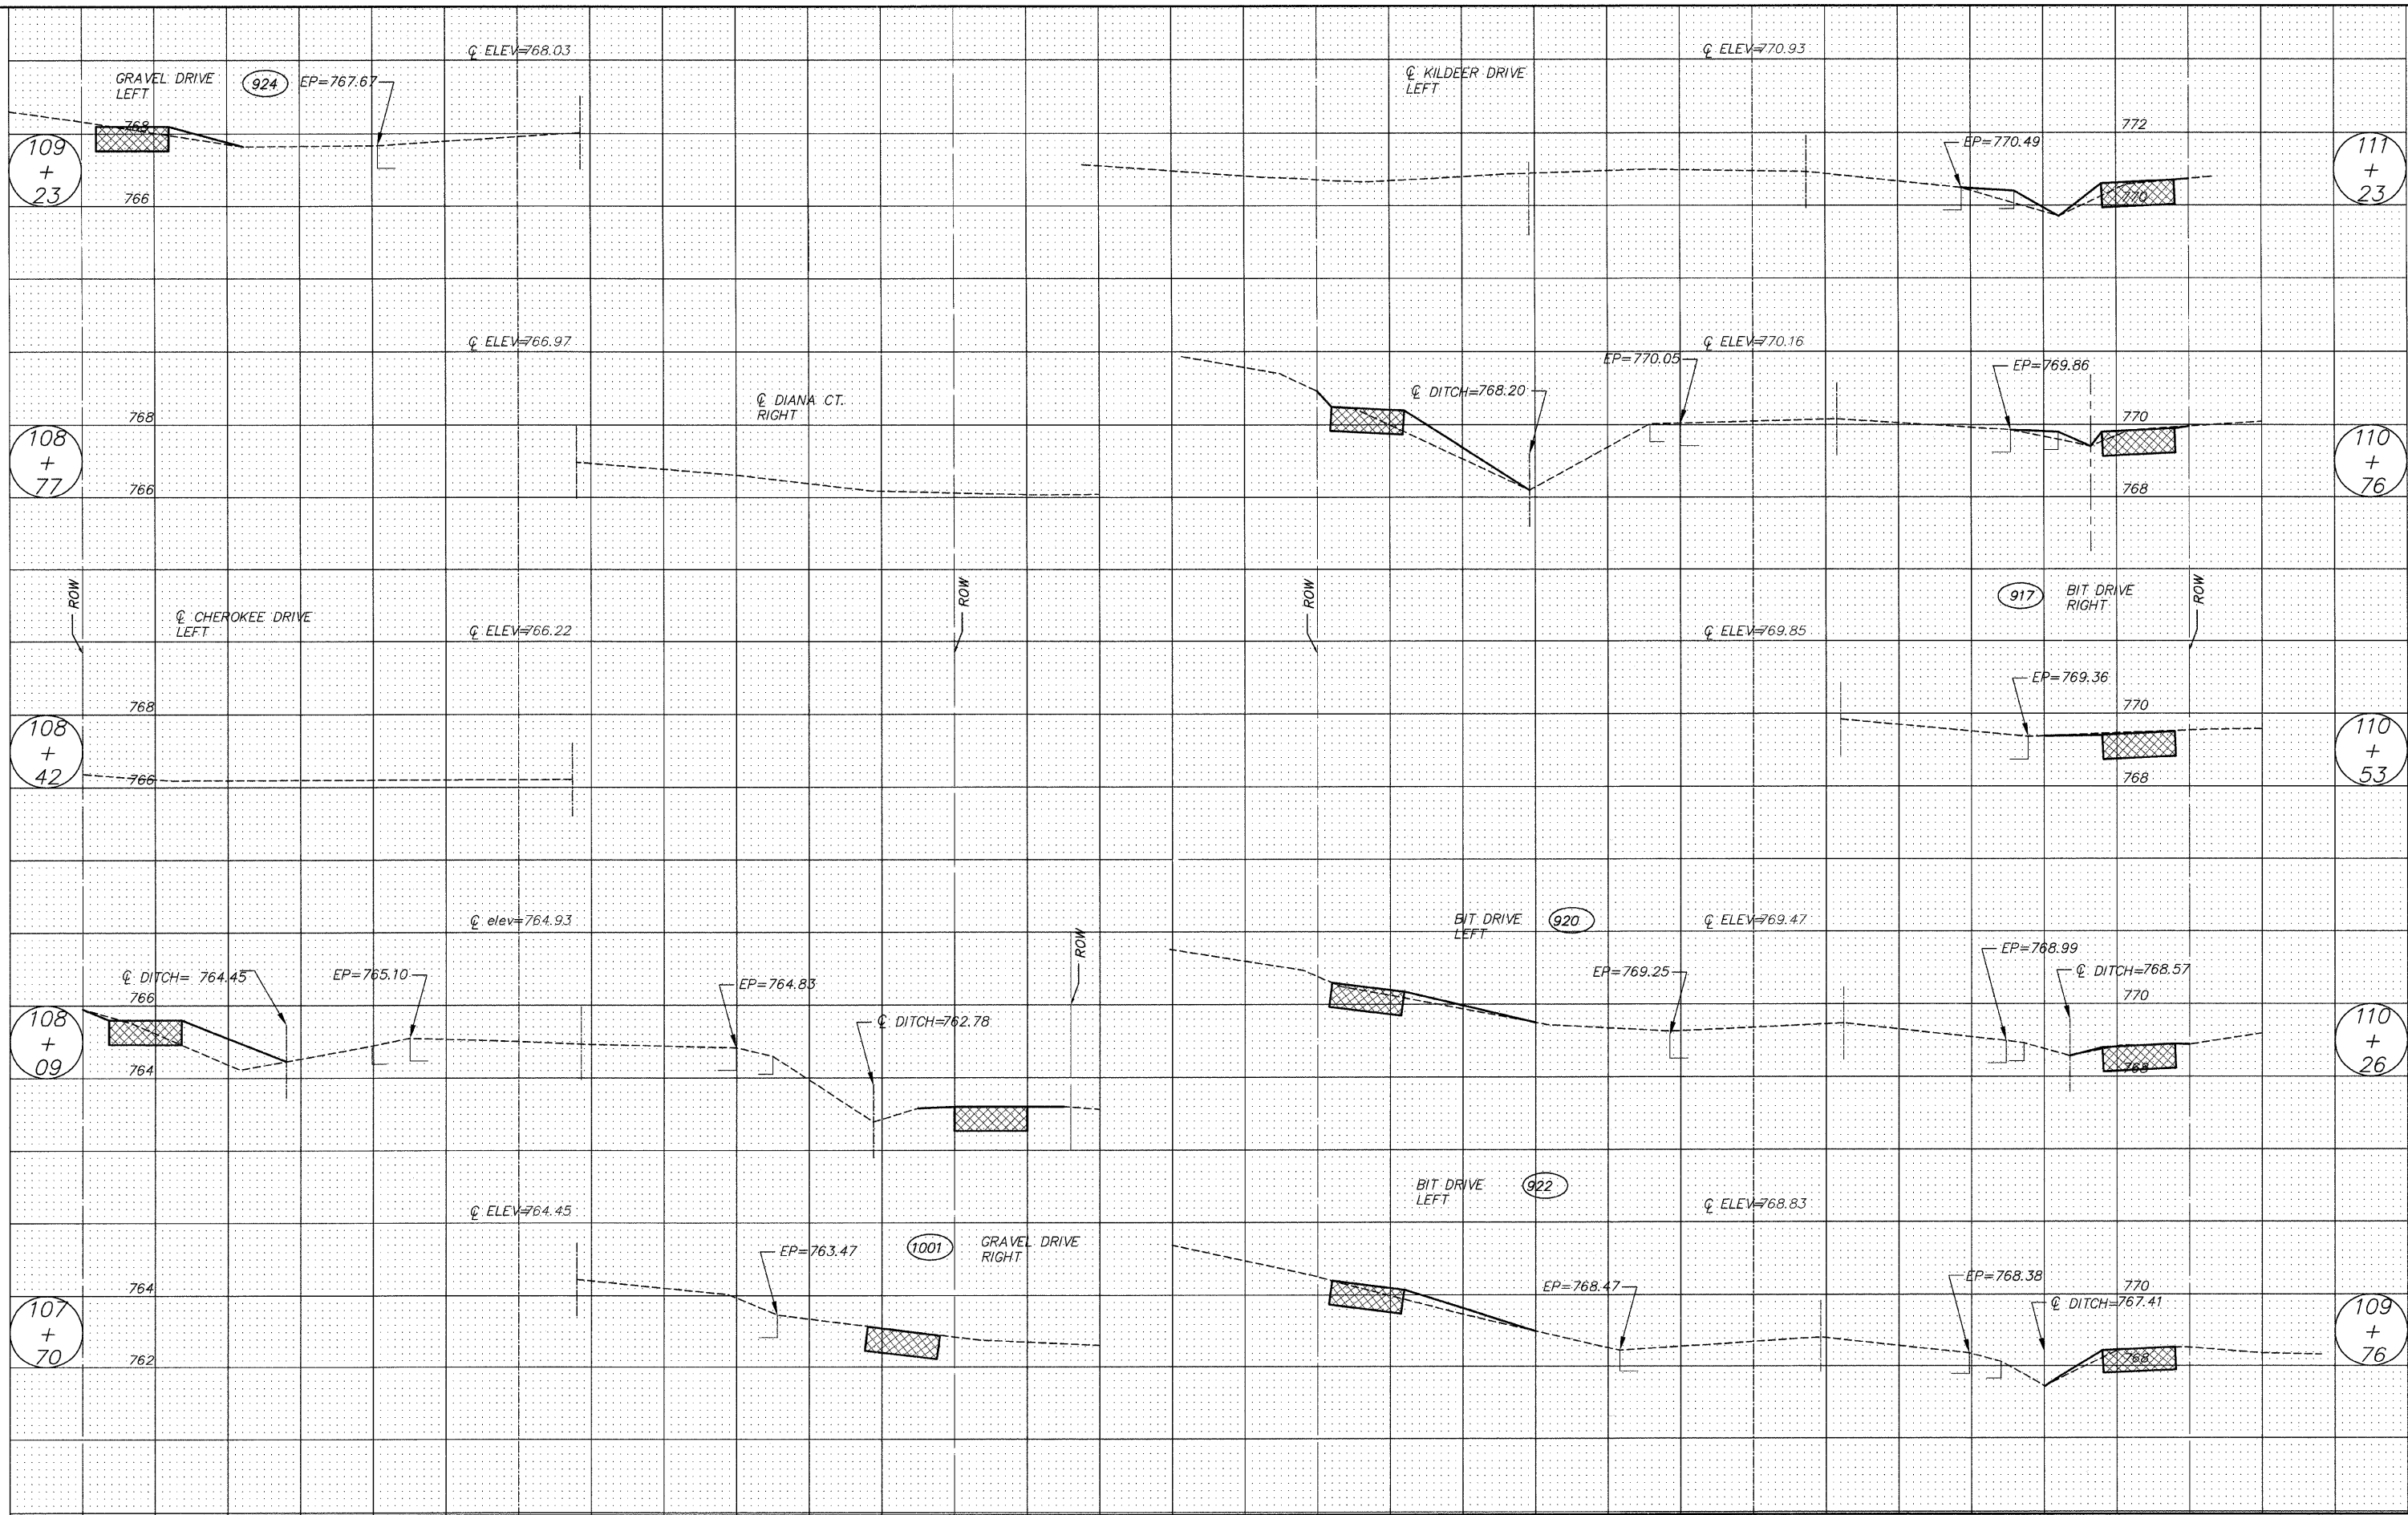 ℄ ELEV=768.03
GRAVEL DRIVE
LEFT
924
EP=767.67
768
766
109
+
23
℄ ELEV=770.93
℄ KILDEER DRIVE
LEFT
EP=770.49
772
770
111
+
23
℄ ELEV=766.97
℄ DIANA CT.
RIGHT
768
766
108
+
77
℄ ELEV=770.16
EP=770.05
℄ DITCH=768.20
EP=769.86
770
768
110
+
76
ROW
℄ CHEROKEE DRIVE
LEFT
℄ ELEV=766.22
ROW
768
766
108
+
42
ROW
917
BIT DRIVE
RIGHT
ROW
℄ ELEV=769.85
EP=769.36
770
768
110
+
53
℄ elev=764.93
ROW
℄ DITCH= 764.45
EP=765.10
EP=764.83
℄ DITCH=762.78
766
764
108
+
09
BIT DRIVE
LEFT
920
℄ ELEV=769.47
EP=769.25
EP=768.99
℄ DITCH=768.57
770
768
110
+
26
℄ ELEV=764.45
EP=763.47
1001
GRAVEL DRIVE
RIGHT
764
762
107
+
70
BIT DRIVE
LEFT
922
℄ ELEV=768.83
EP=768.47
EP=768.38
℄ DITCH=767.41
770
768
109
+
76